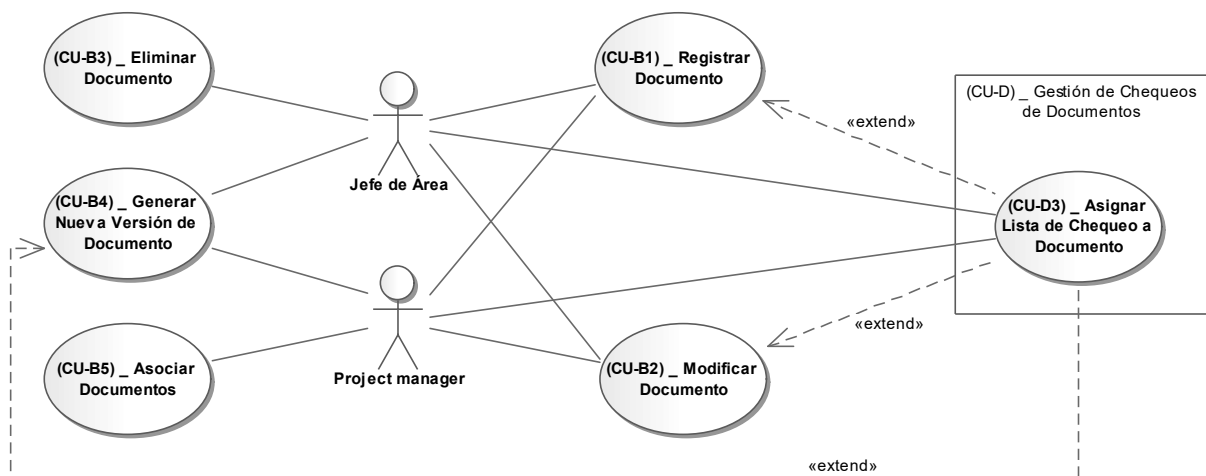 (CU-B3) _ Eliminar
Documento
(CU-B1) _ Registrar
Documento
(CU-D) _ Gestión de Chequeos
de Documentos
«extend»
Jefe de Área
(CU-B4) _ Generar
Nueva Versión de
Documento
(CU-D3) _ Asignar
Lista de Chequeo a
Documento
«extend»
(CU-B5) _ Asociar
Documentos
Project manager
(CU-B2) _ Modificar
Documento
«extend»